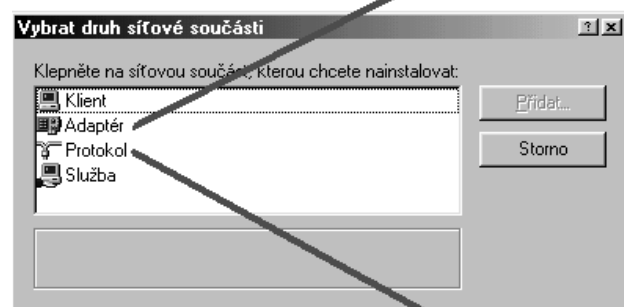 Vybrat druh síťové součásti
Klepněte na síťovou součást, kterou chcete nainstalovat:
Klient
Přidat...
Adaptér
Protokol
Storno
Služba